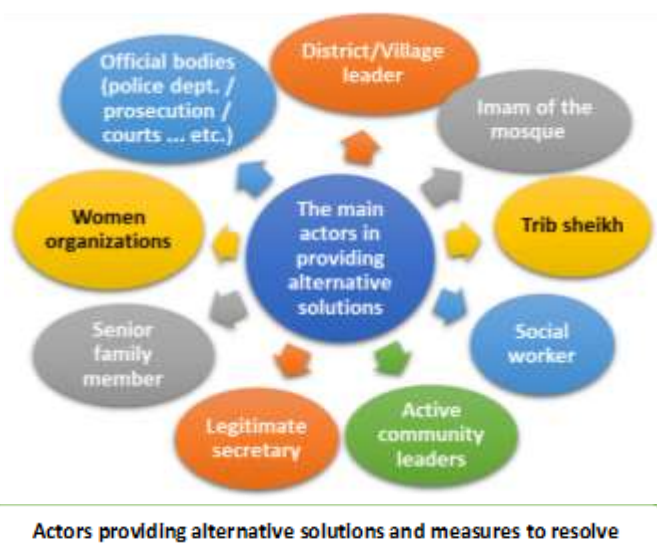 District/Village
leader
Imam of the
mosque
Trib sheikh
Social
worker
Active
community
leaders
Legitimate
secretary
Senior
family
member
Women
organizations
Official bodies
(police dept. /
prosecution /
courts ... etc.)
The main
actors in
providing
alternative
solutions
Actors providing alternative solutions and measures to resolve